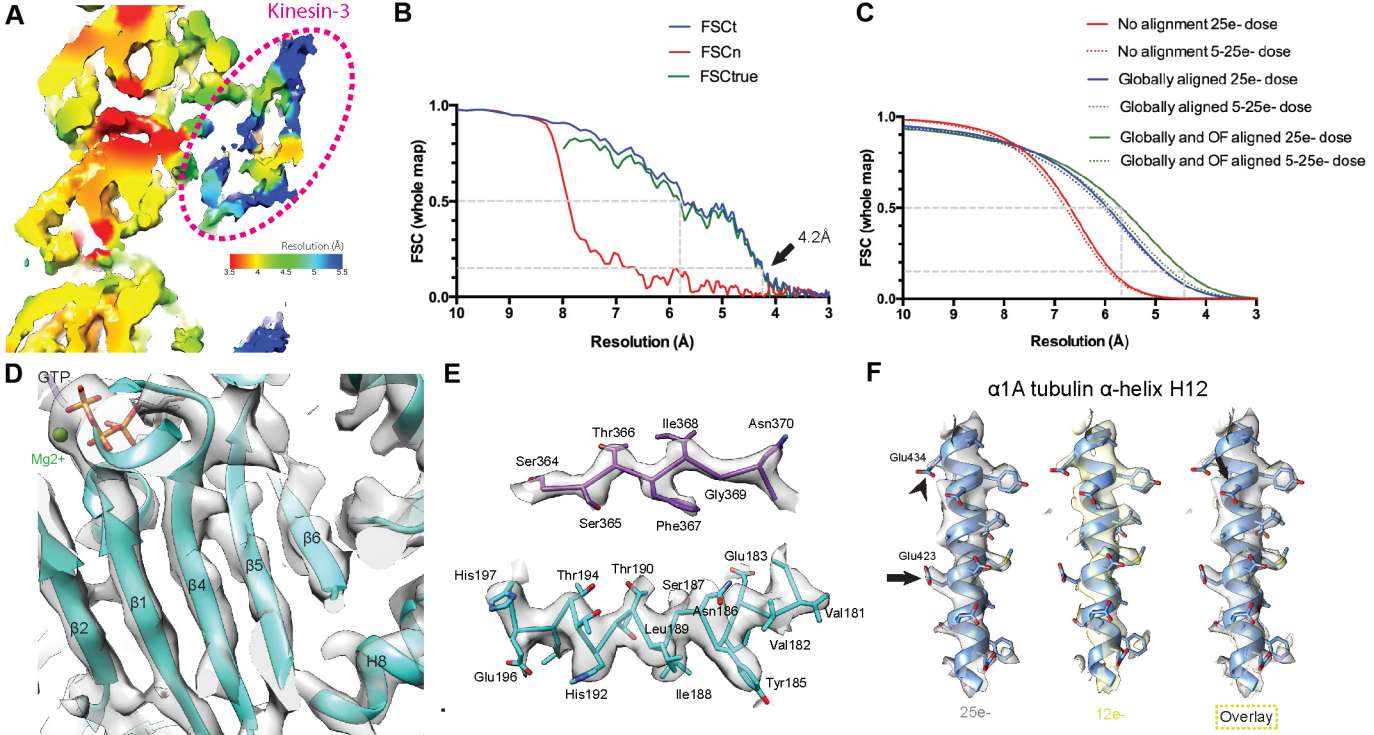 A
Kinesin-3
Resolution (Å)
3.5 4 4.5 5 5.5
B
FSCt
FSCn
FSCtrue
FSC (whole map)
1.0
0.5
0.0
4.2Å
10 9 8 7 6 5 4 3
Resolution (Å)
C
No alignment 25e- dose
No alignment 5-25e- dose
Globally aligned 25e- dose
Globally aligned 5-25e- dose
Globally and OF aligned 25e- dose
Globally and OF aligned 5-25e- dose
FSC (whole map)
1.0
0.5
0.0
10 9 8 7 6 5 4 3
Resolution (Å)
D
GTP
Mg2+
β2
β1
β4
β5
β6
H8
E
Ser364
Thr366
Ile368
Asn370
Ser365
Phe367
Gly369
His197
Thr194
Thr190
Ser187
Glu183
Asn186
Val181
Leu189
Val182
Glu196
His192
Ile188
Tyr185
F
α1A tubulin α-helix H12
Glu434
Glu423
25e-
12e-
Overlay